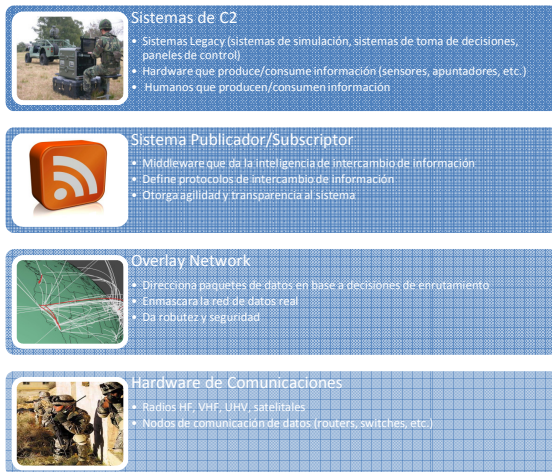 Sistemas de C2
• Sistemas Legacy (sistemas de simulación, sistemas de toma de decisiones,
paneles de control)
• Hardware que produce/consume información (sensores, apuntadores, etc.)
• Humanos que producen/consumen información
Sistema Publicador/Subscriptor
• Middleware que da la inteligencia de intercambio de información
• Define protocolos de intercambio de información
• Otorga agilidad y transparencia al sistema
Overlay Network
• Direcciona paquetes de datos en base a decisiones de enrutamiento
• Enmascara la red de datos real
• Da robutez y seguridad
Hardware de Comunicaciones
• Radios HF, VHF, UHV, satelitales
• Nodos de comunicación de datos (routers, switches, etc.)